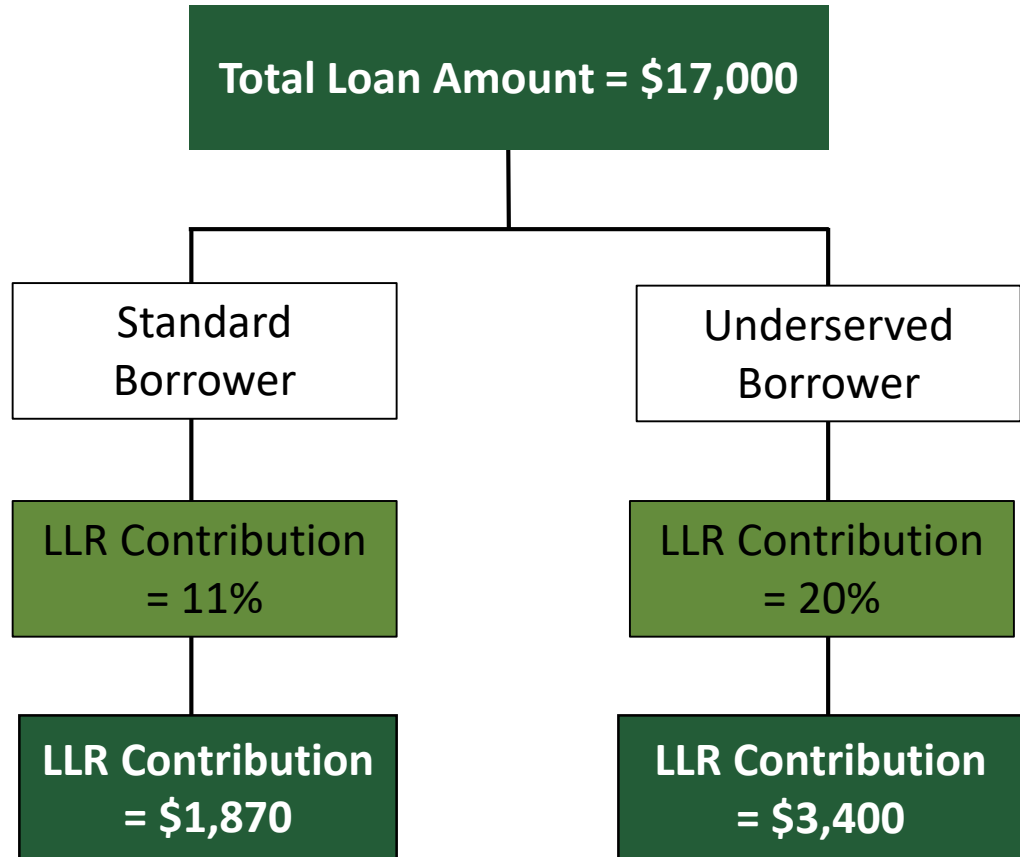 Total Loan Amount = $17,000
Standard
Borrower
Underserved
Borrower
LLR Contribution
= 11%
LLR Contribution
= 20%
LLR Contribution
= $1,870
LLR Contribution
= $3,400